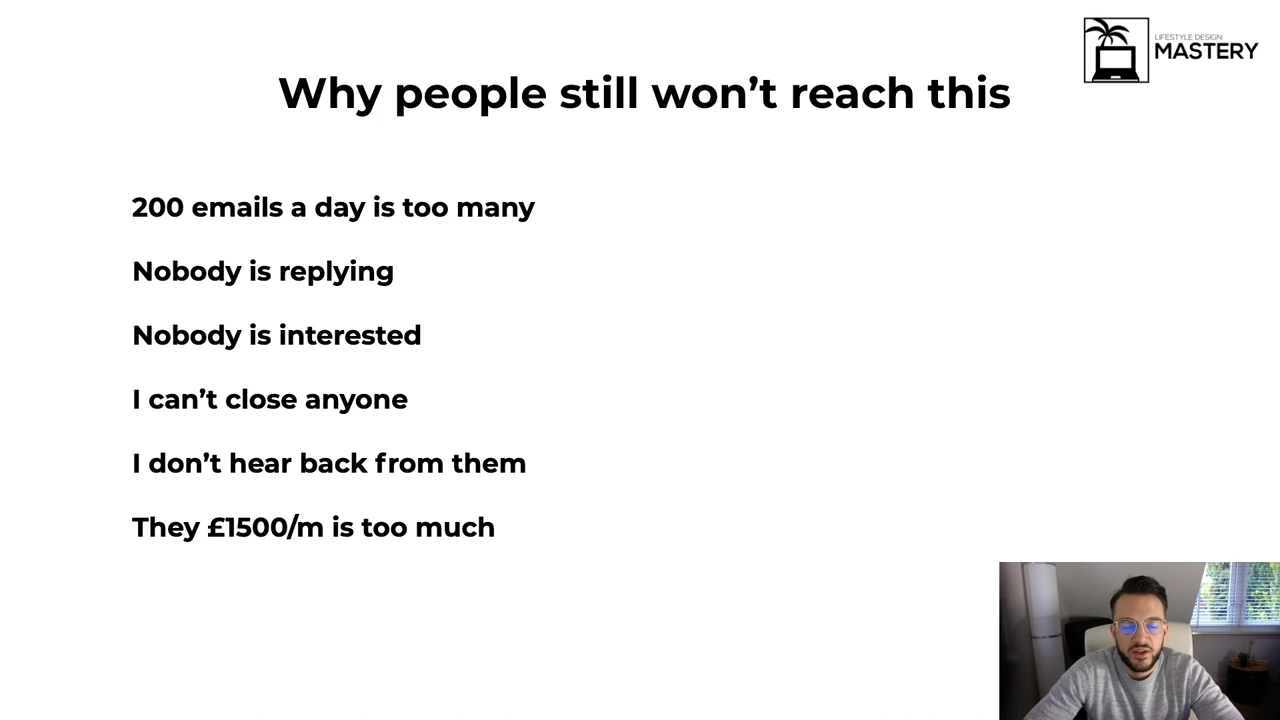 LIFESTYLE DESIGN
MASTERY
Why people still won’t reach this
200 emails a day is too many
Nobody is replying
Nobody is interested
I can’t close anyone
I don’t hear back from them
They £1500/m is too much